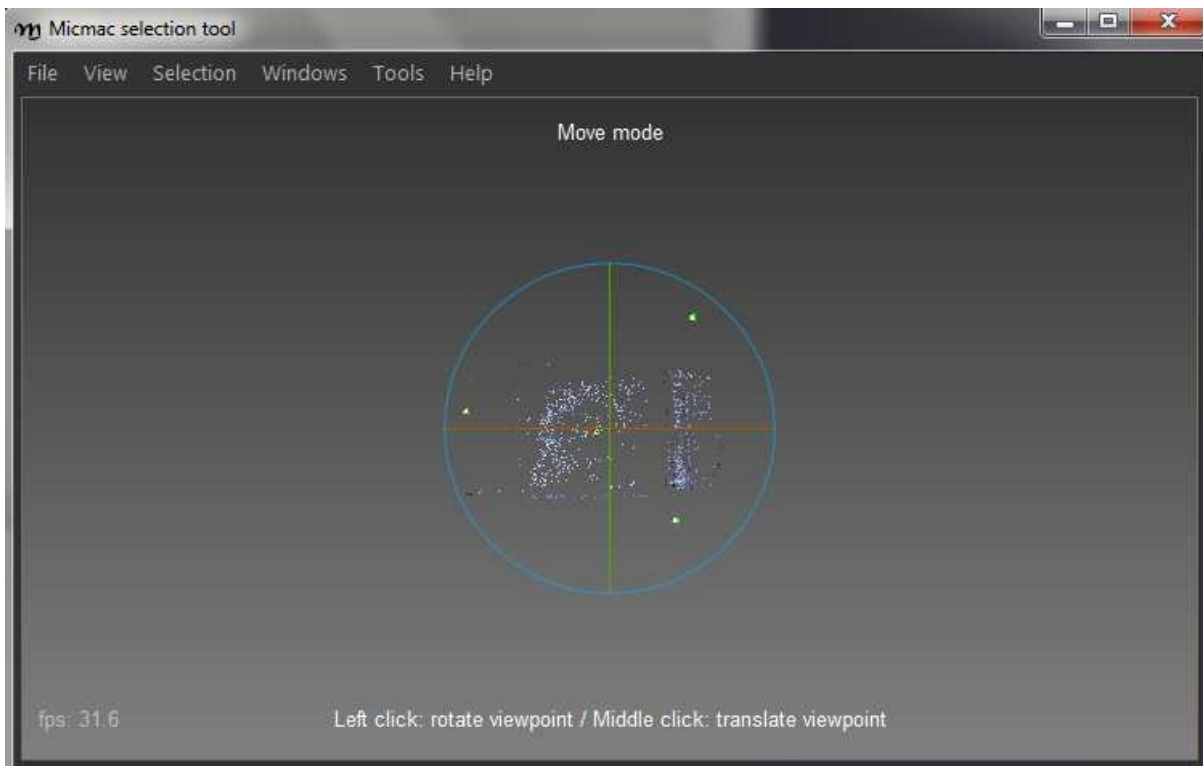 Micmac selection tool
File View Selection Windows Tools Help
Move mode
fps: 31.6
Left click: rotate viewpoint / Middle click: translate viewpoint